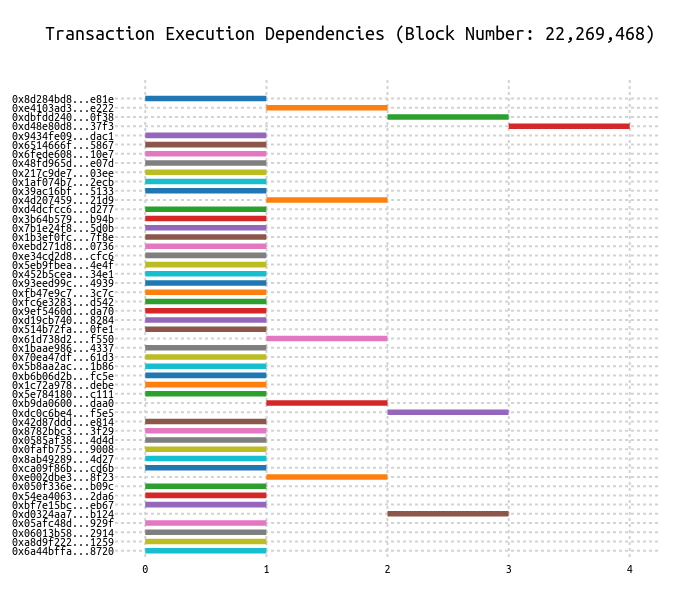 Transaction Execution Dependencies (Block Number: 22,269,468)
0x8d284bd8...e81e
0xe4103ad3...e222
0xdbfdd240...0f38
0xd48e80d8...37f3
0x9434fe09...dac1
0x6514666f...5867
0x6fede608...10e7
0x48fd965d...e07d
0x217c9de7...03ee
0x1af074b7...2ecb
0x39ac16bf...5133
0x4d207459...21d9
0xd4dcfcc6...d277
0x3b64b579...b94b
0x7b1e24f8...5d0b
0x1b3ef0fc...7f8e
0xebd271d8...0736
0xe34cd2d8...cfc6
0x5eb9fbea...4e4f
0x452b5cea...34e1
0x93eed99c...4939
0xfb47e9c7...3c7c
0xfc6e3283...d542
0x9ef5460d...da70
0xd19cb740...8284
0x514b72fa...0fe1
0x61d738d2...f550
0x1baae986...4337
0x70ea47df...61d3
0x5b8aa2ac...1b86
0xb6b06d2b...fc5e
0x1c72a978...debe
0x5e784180...c111
0xb9da0600...daa0
0xdc0c6be4...f5e5
0x42d87ddd...e814
0x8782bbc3...3f29
0x0585af38...4d4d
0x0fafb755...9008
0x8ab49289...4d27
0xca09f86b...cd6b
0xe002dbe3...8f23
0x050f336e...b09c
0x54ea4063...2da6
0xbf7e15bc...eb67
0xd0324aa7...b124
0x05afc48d...929f
0x06013b58...2914
0xa8d9f222...1259
0x6a44bffa...8720
0 1 2 3 4